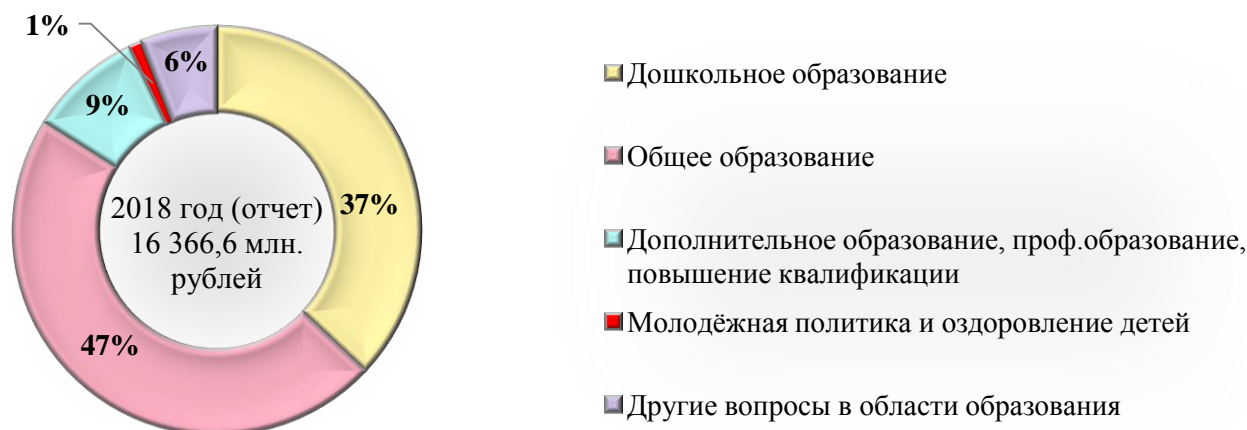 1%
6%
9%
37%
47%
2018 год (отчет)
16 366,6 млн.
рублей
Дошкольное образование
Общее образование
Дополнительное образование, проф.образование,
повышение квалификации
Молодёжная политика и оздоровление детей
Другие вопросы в области образования